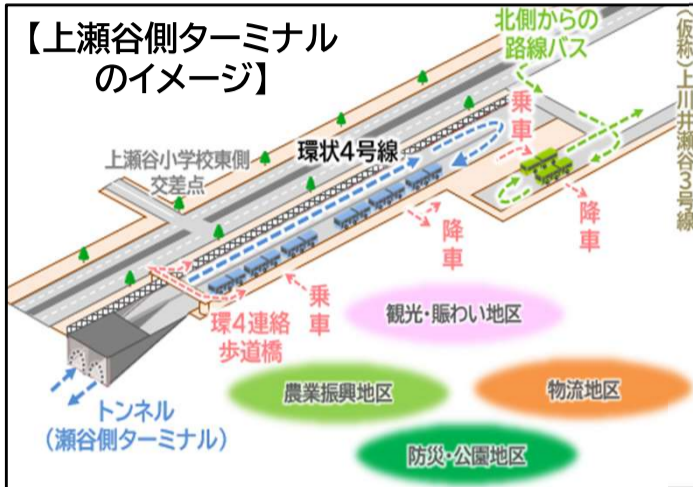 【上瀬谷側ターミナル
のイメージ】
北側からの
路線バス
(仮称)上川井瀬谷3号線
乗車
環状4号線
上瀬谷小学校東側
交差点
降車
降車
乗車
環4連絡
歩道橋
観光・賑わい地区
農業振興地区
物流地区
トンネル
(瀬谷側ターミナル)
防災・公園地区